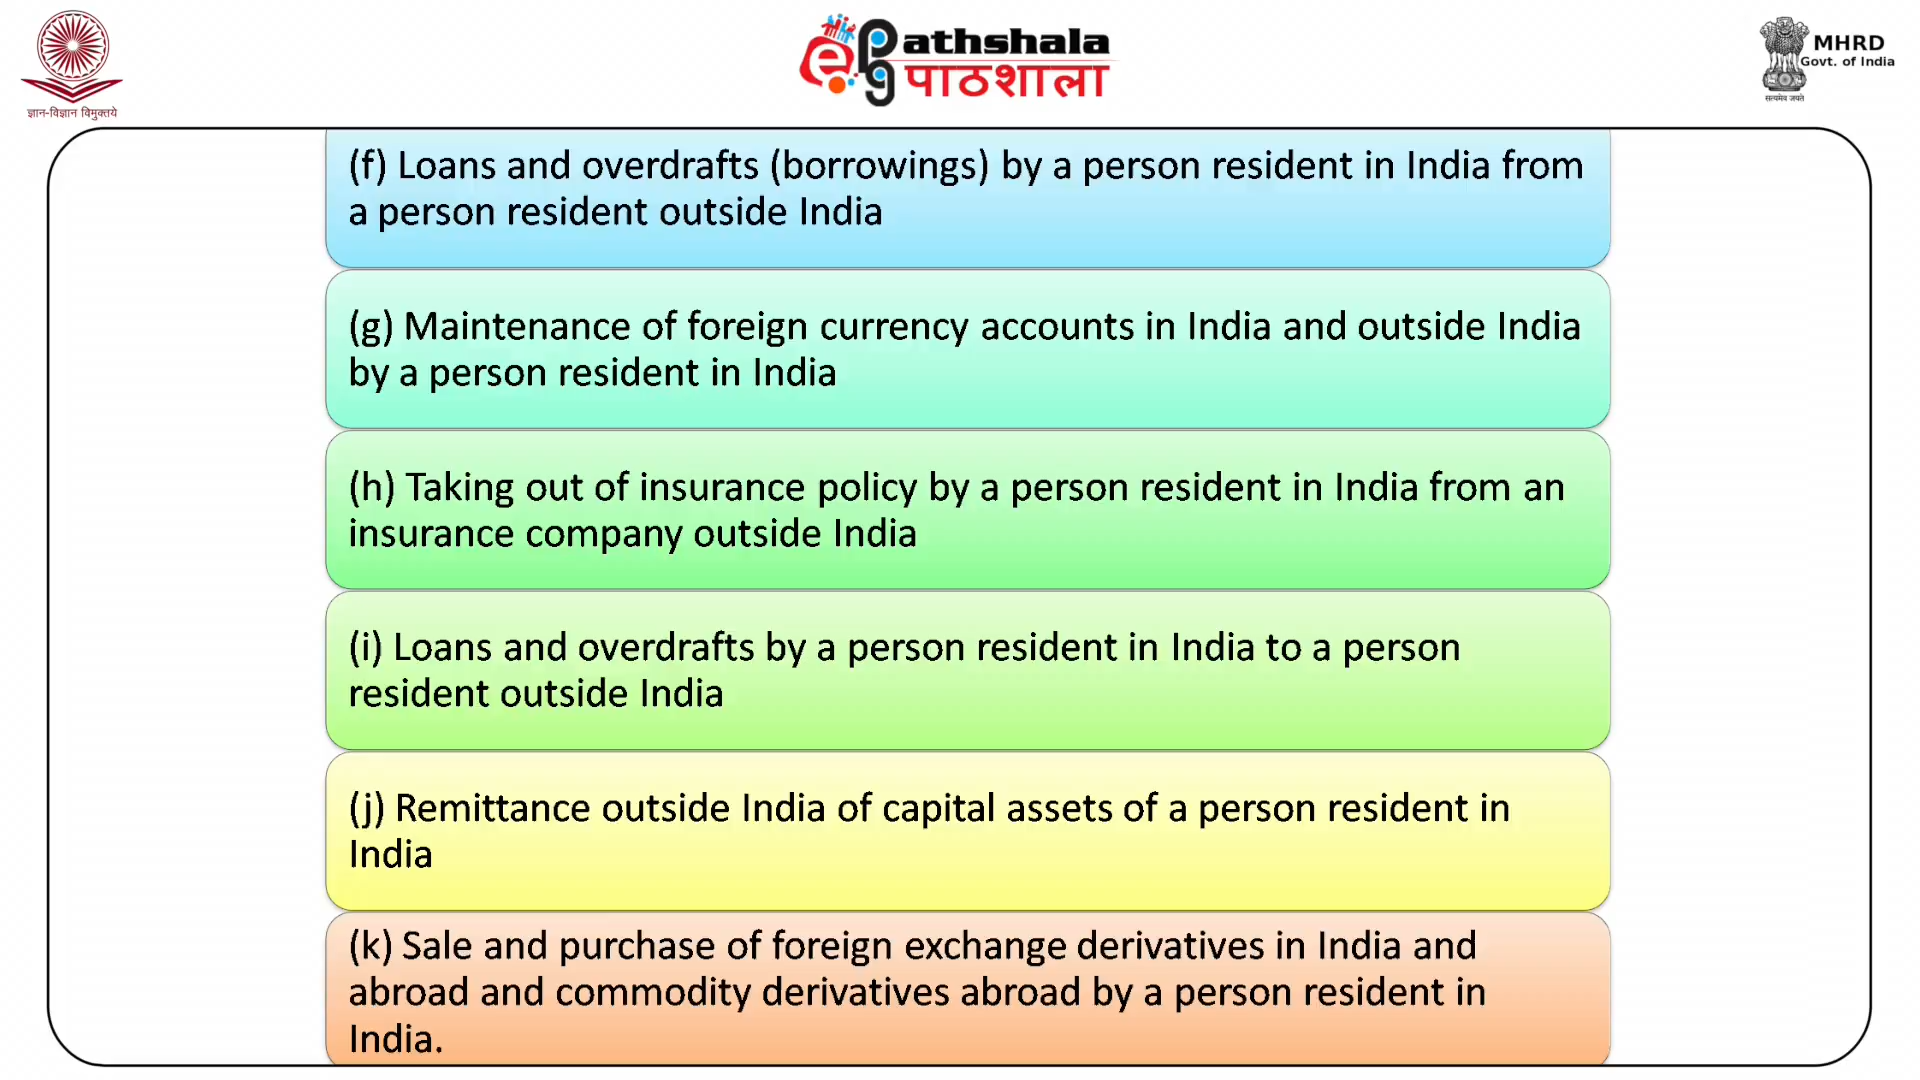 ज्ञान-विज्ञान विमुक्तये
epg Pathshala
पाठशाला
MHRD
Govt. of India
सत्यमेव जयते
(f) Loans and overdrafts (borrowings) by a person resident in India from
a person resident outside India
(g) Maintenance of foreign currency accounts in India and outside India
by a person resident in India
(h) Taking out of insurance policy by a person resident in India from an
insurance company outside India
(i) Loans and overdrafts by a person resident in India to a person
resident outside India
(j) Remittance outside India of capital assets of a person resident in
India
(k) Sale and purchase of foreign exchange derivatives in India and
abroad and commodity derivatives abroad by a person resident in
India.